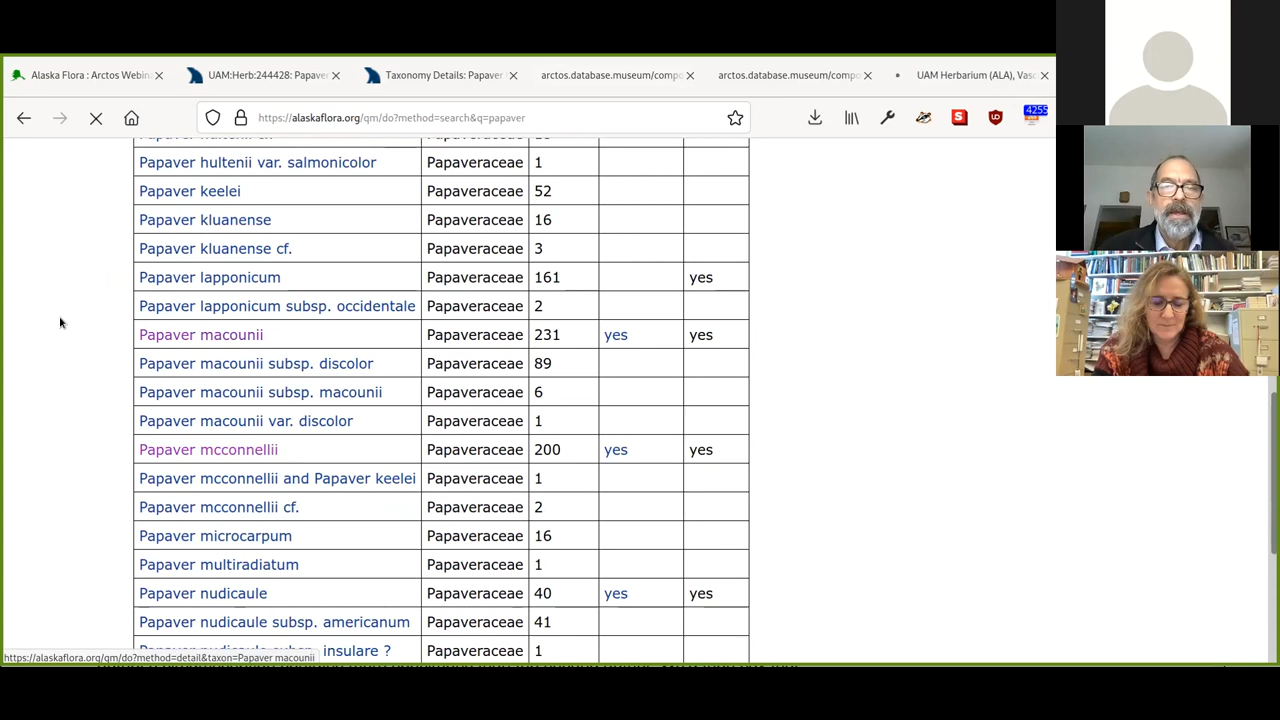 Alaska Flora : Arctos Webin
UAM:Herb:244428: Papave
Taxonomy Details: Papaver
arctos.database.museum/compo
arctos.database.museum/compo
UAM Herbarium (ALA), Vasc
https://alaskaflora.org/qm/do?method=search&q=papaver
4255
Papaver hultenii var. salmonicolor Papaveraceae 1
Papaver keelei Papaveraceae 52
Papaver kluanense Papaveraceae 16
Papaver kluanense cf. Papaveraceae 3
Papaver lapponicum Papaveraceae 161 yes
Papaver lapponicum subsp. occidentale Papaveraceae 2
Papaver macounii Papaveraceae 231 yes yes
Papaver macounii subsp. discolor Papaveraceae 89
Papaver macounii subsp. macounii Papaveraceae 6
Papaver macounii var. discolor Papaveraceae 1
Papaver mcconnellii Papaveraceae 200 yes yes
Papaver mcconnellii and Papaver keelei Papaveraceae 1
Papaver mcconnellii cf. Papaveraceae 2
Papaver microcarpum Papaveraceae 16
Papaver multiradiatum Papaveraceae 1
Papaver nudicaule Papaveraceae 40 yes yes
Papaver nudicaule subsp. americanum Papaveraceae 41
Papaver nudicaule subsp. insulare ? Papaveraceae 1
https://alaskaflora.org/qm/do?method=detail&taxon=Papaver macounii